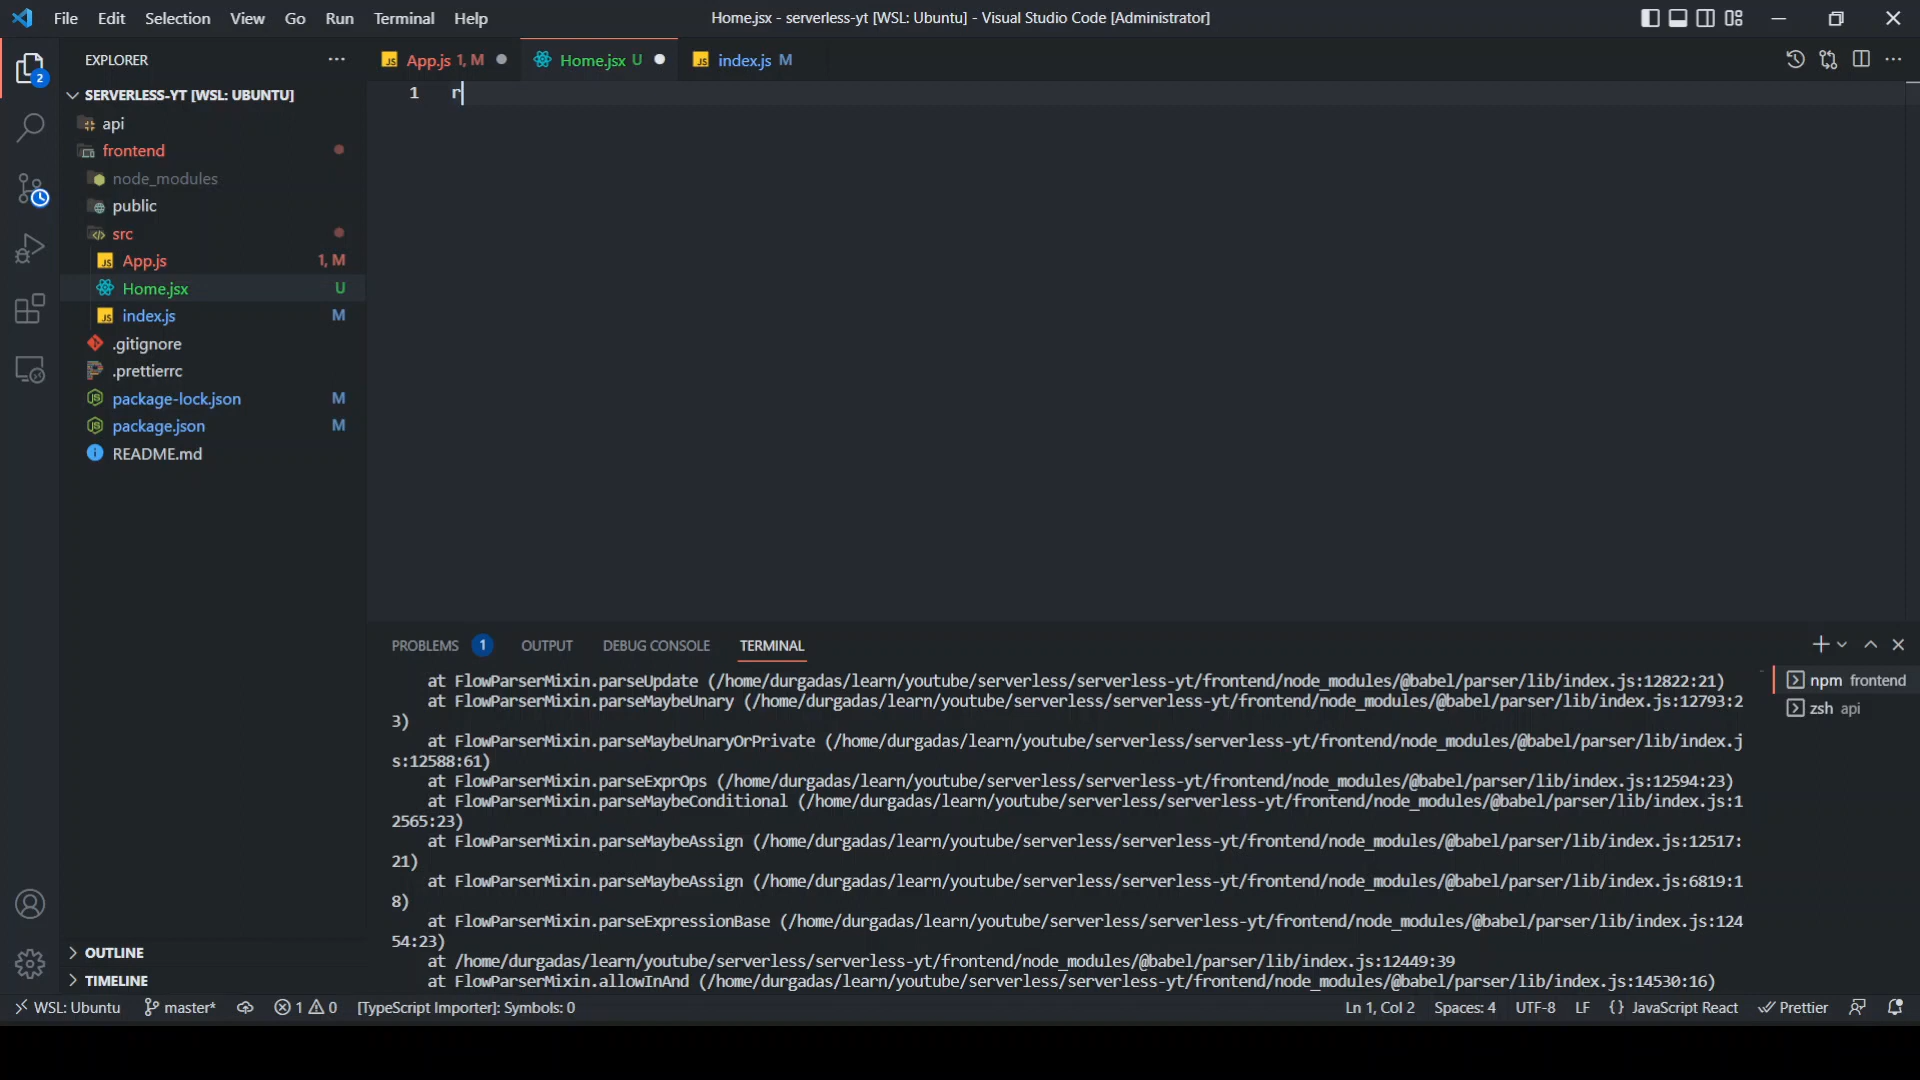 File Edit Selection View Go Run Terminal Help
Home.jsx - serverless-yt [WSL: Ubuntu] - Visual Studio Code [Administrator]
EXPLORER
App.js 1, M
Home.jsx U
index.js M
SERVERLESS-YT [WSL: UBUNTU]
api
frontend
node_modules
public
src
App.js 1, M
Home.jsx U
index.js M
.gitignore
.prettierrc
package-lock.json M
package.json M
README.md
OUTLINE
TIMELINE
2
1 r
PROBLEMS 1 OUTPUT DEBUG CONSOLE TERMINAL
at FlowParserMixin.parseUpdate (/home/durgadas/learn/youtube/serverless/serverless-yt/frontend/node_modules/@babel/parser/lib/index.js:12822:21)
at FlowParserMixin.parseMaybeUnary (/home/durgadas/learn/youtube/serverless/serverless-yt/frontend/node_modules/@babel/parser/lib/index.js:12793:2
3)
at FlowParserMixin.parseMaybeUnaryOrPrivate (/home/durgadas/learn/youtube/serverless/serverless-yt/frontend/node_modules/@babel/parser/lib/index.j
s:12588:61)
at FlowParserMixin.parseExprOps (/home/durgadas/learn/youtube/serverless/serverless-yt/frontend/node_modules/@babel/parser/lib/index.js:12594:23)
at FlowParserMixin.parseMaybeConditional (/home/durgadas/learn/youtube/serverless/serverless-yt/frontend/node_modules/@babel/parser/lib/index.js:1
2565:23)
at FlowParserMixin.parseMaybeAssign (/home/durgadas/learn/youtube/serverless/serverless-yt/frontend/node_modules/@babel/parser/lib/index.js:12517:
21)
at FlowParserMixin.parseMaybeAssign (/home/durgadas/learn/youtube/serverless/serverless-yt/frontend/node_modules/@babel/parser/lib/index.js:6819:1
8)
at FlowParserMixin.parseExpressionBase (/home/durgadas/learn/youtube/serverless/serverless-yt/frontend/node_modules/@babel/parser/lib/index.js:124
54:23)
at /home/durgadas/learn/youtube/serverless/serverless-yt/frontend/node_modules/@babel/parser/lib/index.js:12449:39
at FlowParserMixin.allowInAnd (/home/durgadas/learn/youtube/serverless/serverless-yt/frontend/node_modules/@babel/parser/lib/index.js:14530:16)
npm frontend
zsh api
WSL: Ubuntu master* 1 0 [TypeScript Importer]: Symbols: 0
Ln 1, Col 2 Spaces: 4 UTF-8 LF {} JavaScript React Prettier